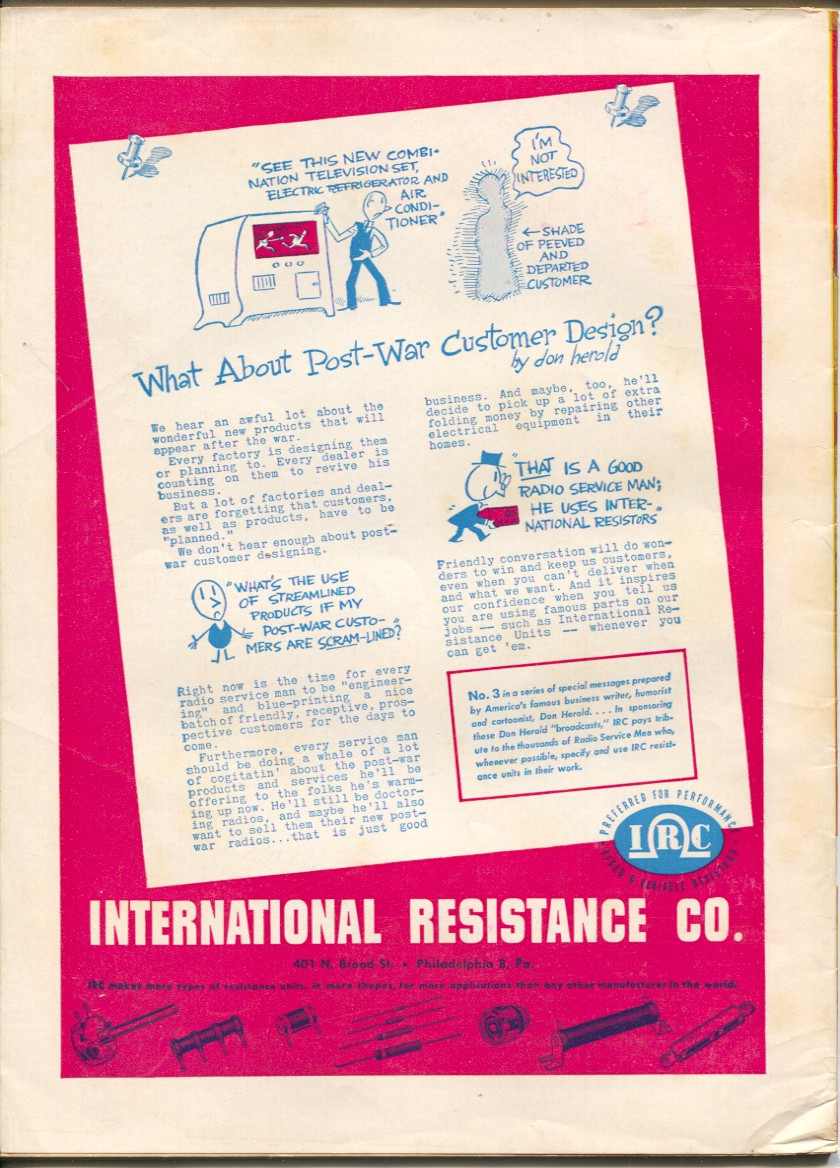 "SEE THIS NEW COMBI-
NATION TELEVISION SET,
ELECTRIC REFRIGERATOR AND
AIR
CONDI-
TIONER"
I'M
NOT
INTERESTED
←SHADE
OF PEEVED
AND
DEPARTED
CUSTOMER
What About Post-War Customer Design?
by don herold
We hear an awful lot about the
wonderful new products that will
appear after the war.
Every factory is designing them
or planning to. Every dealer is
counting on them to revive his
business.
But a lot of factories and deal-
ers are forgetting that customers,
as well as products, have to be
"planned."
We don't hear enough about post-
war customer designing.
"WHAT'S THE USE
OF STREAMLINED
PRODUCTS IF MY
POST-WAR CUSTO-
MERS ARE SCRAM-LINED?"
Right now is the time for every
radio service man to be "engineer-
ing" and blue-printing a nice
batch of friendly, receptive, pros-
pective customers for the days to
come.
Furthermore, every service man
should be doing a whale of a lot
of cogitatin' about the post-war
products and services he'll be
offering to the folks he's warm-
ing up now. He'll still be doctor-
ing radios, and maybe he'll also
want to sell them their new post-
war radios...that is just good
business. And maybe, too, he'll
decide to pick up a lot of extra
folding money by repairing other
electrical equipment in their
homes.
"THAT IS A GOOD
RADIO SERVICE MAN;
HE USES INTER-
NATIONAL RESISTORS"
Friendly conversation will do won-
ders to win and keep us customers,
even when you can't deliver when
and what we want. And it inspires
our confidence when you tell us
you are using famous parts on our
jobs -- such as International Re-
sistance Units -- whenever you
can get 'em.
No. 3 in a series of special messages prepared
by America's famous business writer, humorist
and cartoonist, Don Herold. . . . In sponsoring
these Don Herold "broadcasts," IRC pays trib-
ute to the thousands of Radio Service Men who,
whenever possible, specify and use IRC resist-
ance units in their work.
PREFERRED FOR PERFORMANCE
IRC
FIXED & VARIABLE RESISTORS
INTERNATIONAL RESISTANCE CO.
401 N. Broad St. • Philadelphia 8, Pa.
IRC makes more types of resistance units, in more shapes, for more applications than any other manufacturer in the world.